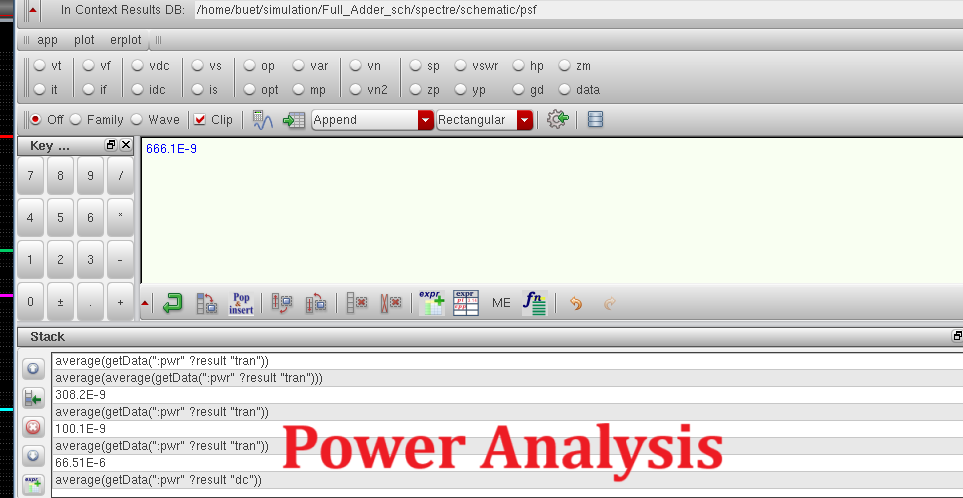 In Context Results DB: /home/buet/simulation/Full_Adder_sch/spectre/schematic/psf
app plot erplot
vt vf vdc vs op var vn sp vswr hp zm
it if idc is opt mp vn2 zp yp gd data
Off Family Wave Clip Append Rectangular
Key ...
666.1E-9
7 8 9 /
4 5 6 *
1 2 3 -
0 ± . +
Pop & insert expr expr ME fn
Stack
average(getData(":pwr" ?result "tran"))
average(average(getData(":pwr" ?result "tran")))
308.2E-9
average(getData(":pwr" ?result "tran"))
100.1E-9
average(getData(":pwr" ?result "tran"))
66.51E-6
average(getData(":pwr" ?result "dc"))
expr
Power Analysis